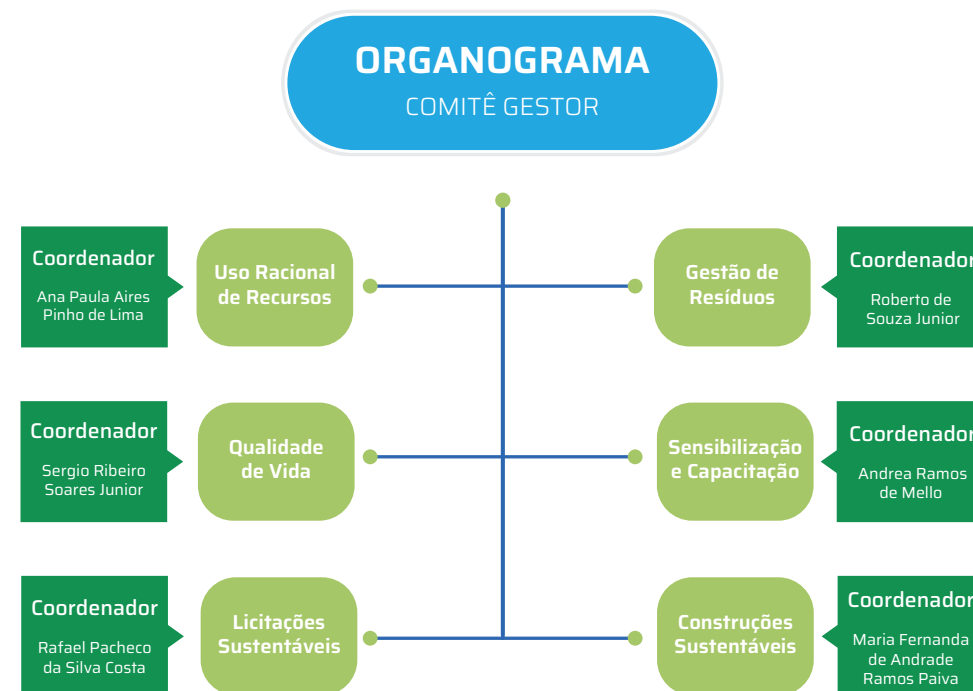 ORGANOGRAMA
COMITÊ GESTOR
Coordenador
Ana Paula Aires
Pinho de Lima
Uso Racional
de Recursos
Gestão de
Resíduos
Coordenador
Roberto de
Souza Junior
Coordenador
Sergio Ribeiro
Soares Junior
Qualidade
de Vida
Sensibilização
e Capacitação
Coordenador
Andrea Ramos
de Mello
Coordenador
Rafael Pacheco
da Silva Costa
Licitações
Sustentáveis
Construções
Sustentáveis
Coordenador
Maria Fernanda
de Andrade
Ramos Paiva